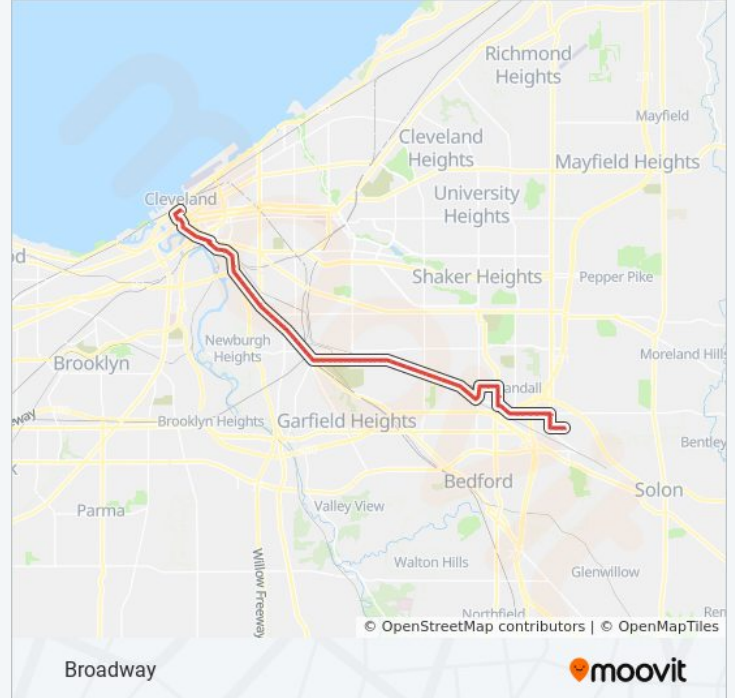 Richmond
Heights
Mayfield
Cleveland
Heights
Mayfield Heights
University
Heights
Cleveland
Shaker Heights
Pepper Pike
Newburgh
Heights
Moreland Hills
Brooklyn
andall
Brooklyn Heights
Garfield Heights
Bentley
Bedford
Solon
Parma
Valley View
Willow Freeway
Walton Hills
Glenwillow
Northfield
© OpenStreetMap contributors | © OpenMapTiles
Broadway
moovit